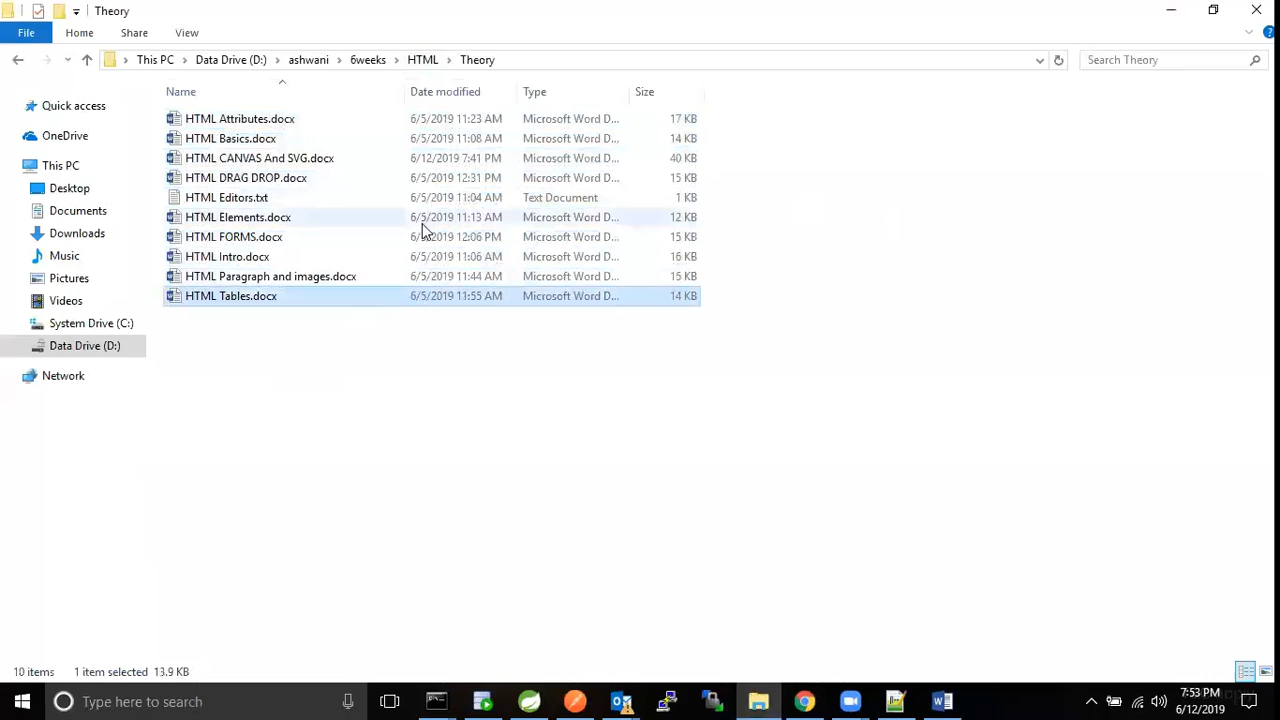 Theory
File Home Share View
This PC Data Drive (D:) ashwani 6weeks HTML Theory
Search Theory
Name Date modified Type Size
Quick access
OneDrive
This PC
Desktop
Documents
Downloads
Music
Pictures
Videos
System Drive (C:)
Data Drive (D:)
Network
HTML Attributes.docx 6/5/2019 11:23 AM Microsoft Word D... 17 KB
HTML Basics.docx 6/5/2019 11:08 AM Microsoft Word D... 14 KB
HTML CANVAS And SVG.docx 6/12/2019 7:41 PM Microsoft Word D... 40 KB
HTML DRAG DROP.docx 6/5/2019 12:31 PM Microsoft Word D... 15 KB
HTML Editors.txt 6/5/2019 11:04 AM Text Document 1 KB
HTML Elements.docx 6/5/2019 11:13 AM Microsoft Word D... 12 KB
HTML FORMS.docx 12:06 PM Microsoft Word D... 15 KB
HTML Intro.docx 6/5/2019 11:06 AM Microsoft Word D... 16 KB
HTML Paragraph and images.docx 6/5/2019 11:44 AM Microsoft Word D... 15 KB
HTML Tables.docx 6/5/2019 11:55 AM Microsoft Word D... 14 KB
10 items 1 item selected 13.9 KB
Type here to search
7:53 PM
6/12/2019